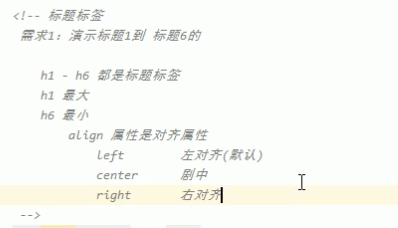 <!-- 标题标签
需求1：演示标题1到 标题6的
h1 - h6 都是标题标签
h1 最大
h6 最小
align 属性是对齐属性
left 左对齐(默认)
center 剧中
right 右对齐
-->